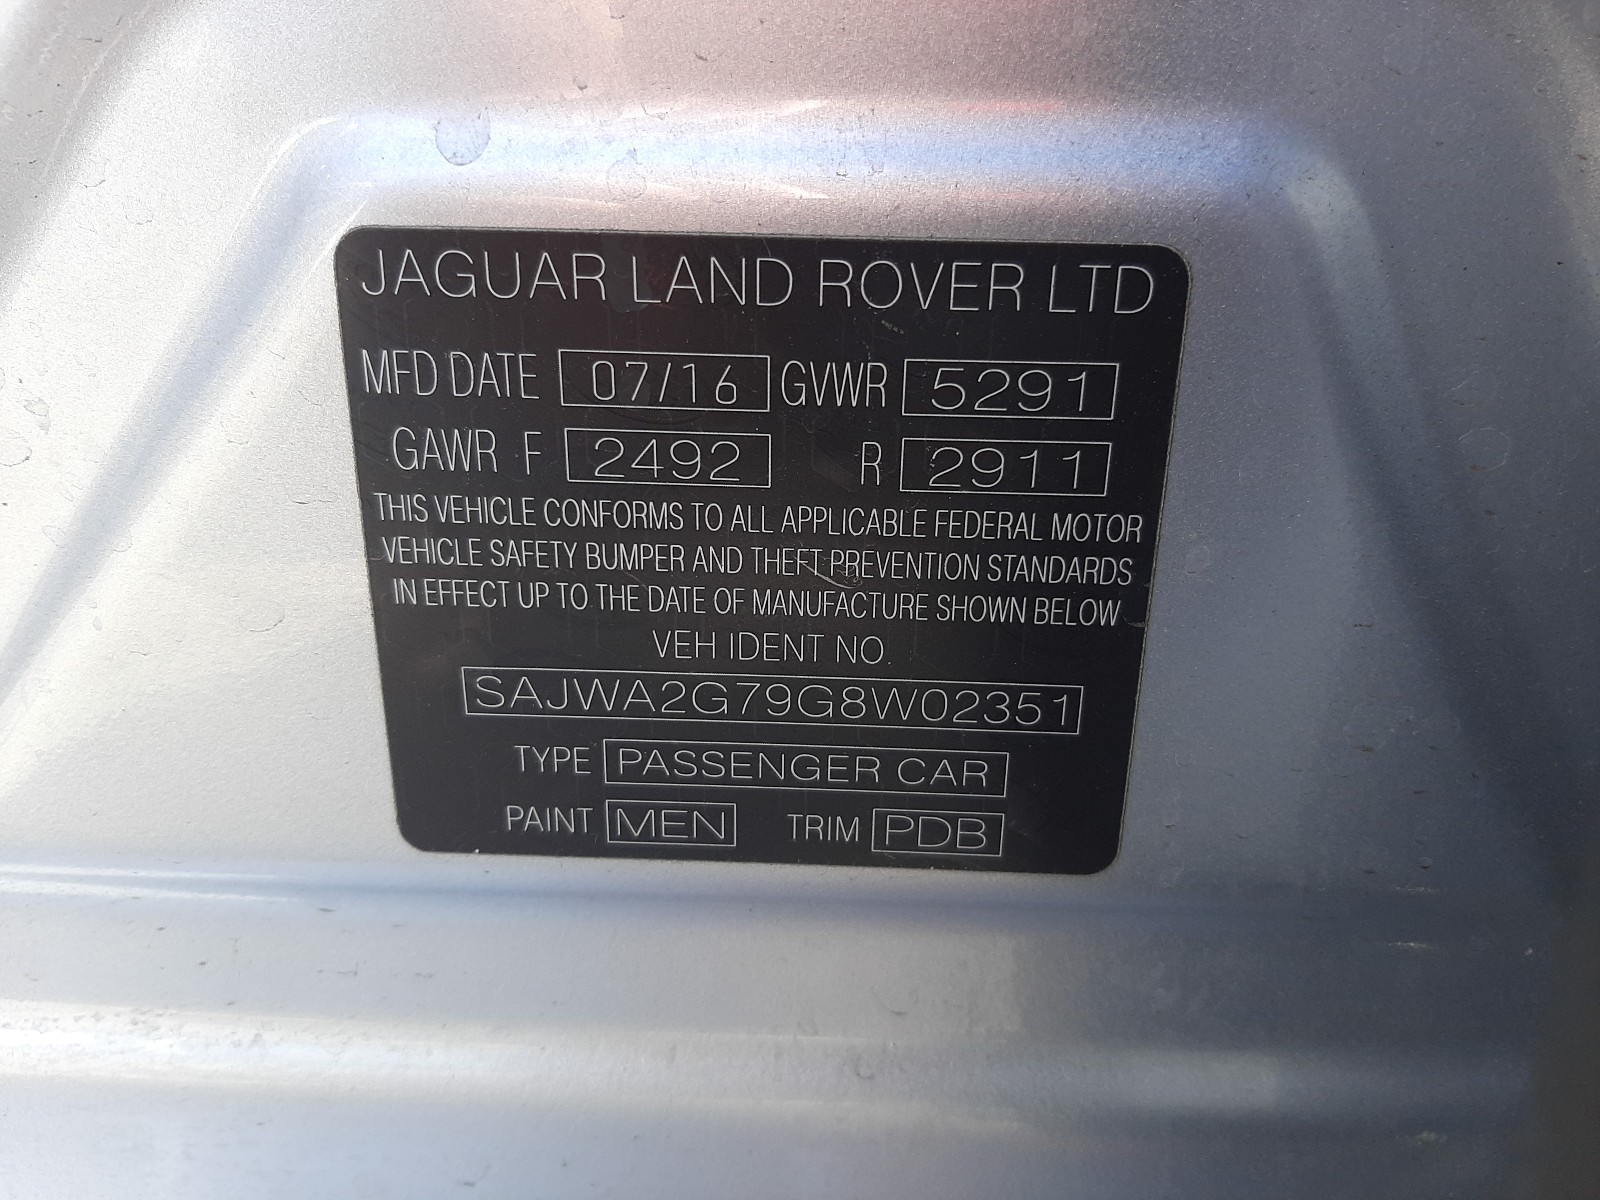 JAGUAR LAND ROVER LTD
MFD DATE 07/16 GVWR 5291
GAWR F 2492 R 2911
THIS VEHICLE CONFORMS TO ALL APPLICABLE FEDERAL MOTOR
VEHICLE SAFETY BUMPER AND THEFT PREVENTION STANDARDS
IN EFFECT UP TO THE DATE OF MANUFACTURE SHOWN BELOW
VEH IDENT NO.
SAJWA2G79G8W02351
TYPE PASSENGER CAR
PAINT MEN TRIM PDB